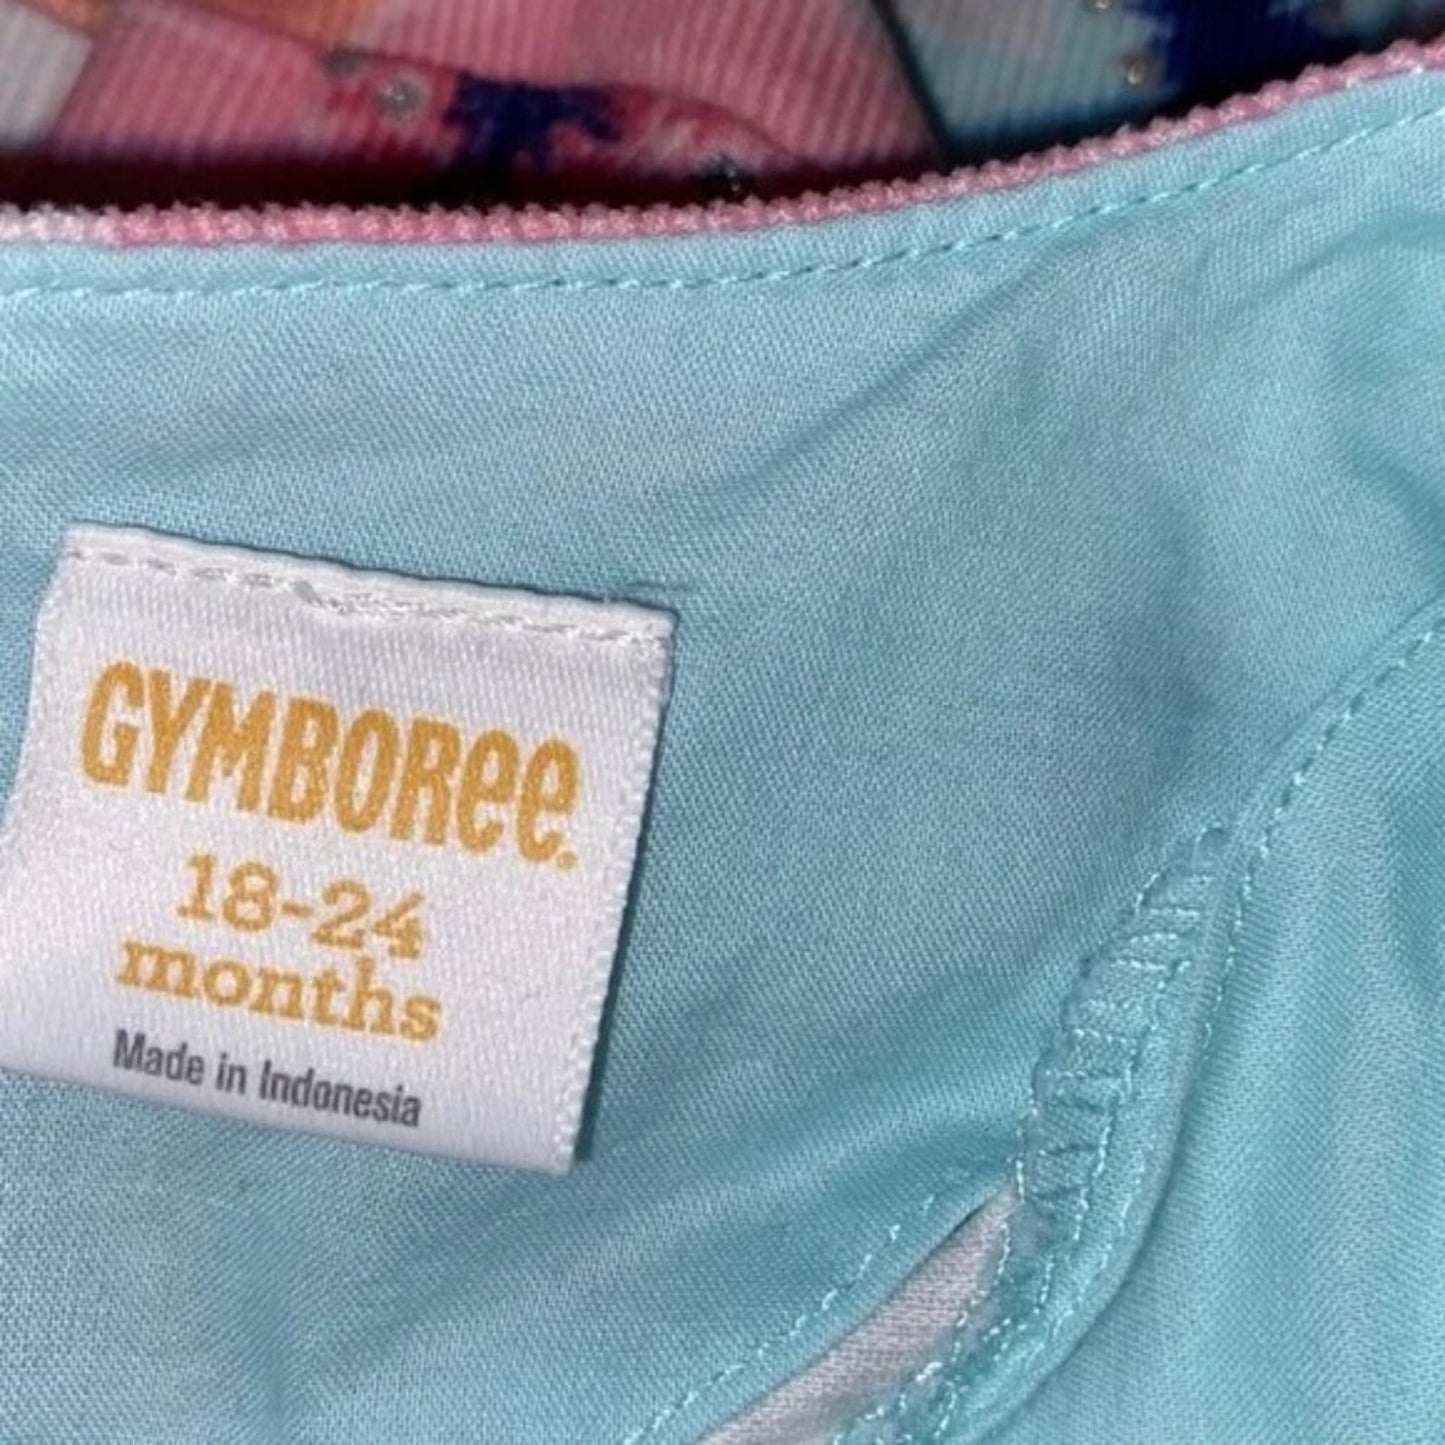 GYMBOREE.
18-24
months
Made in Indonesia